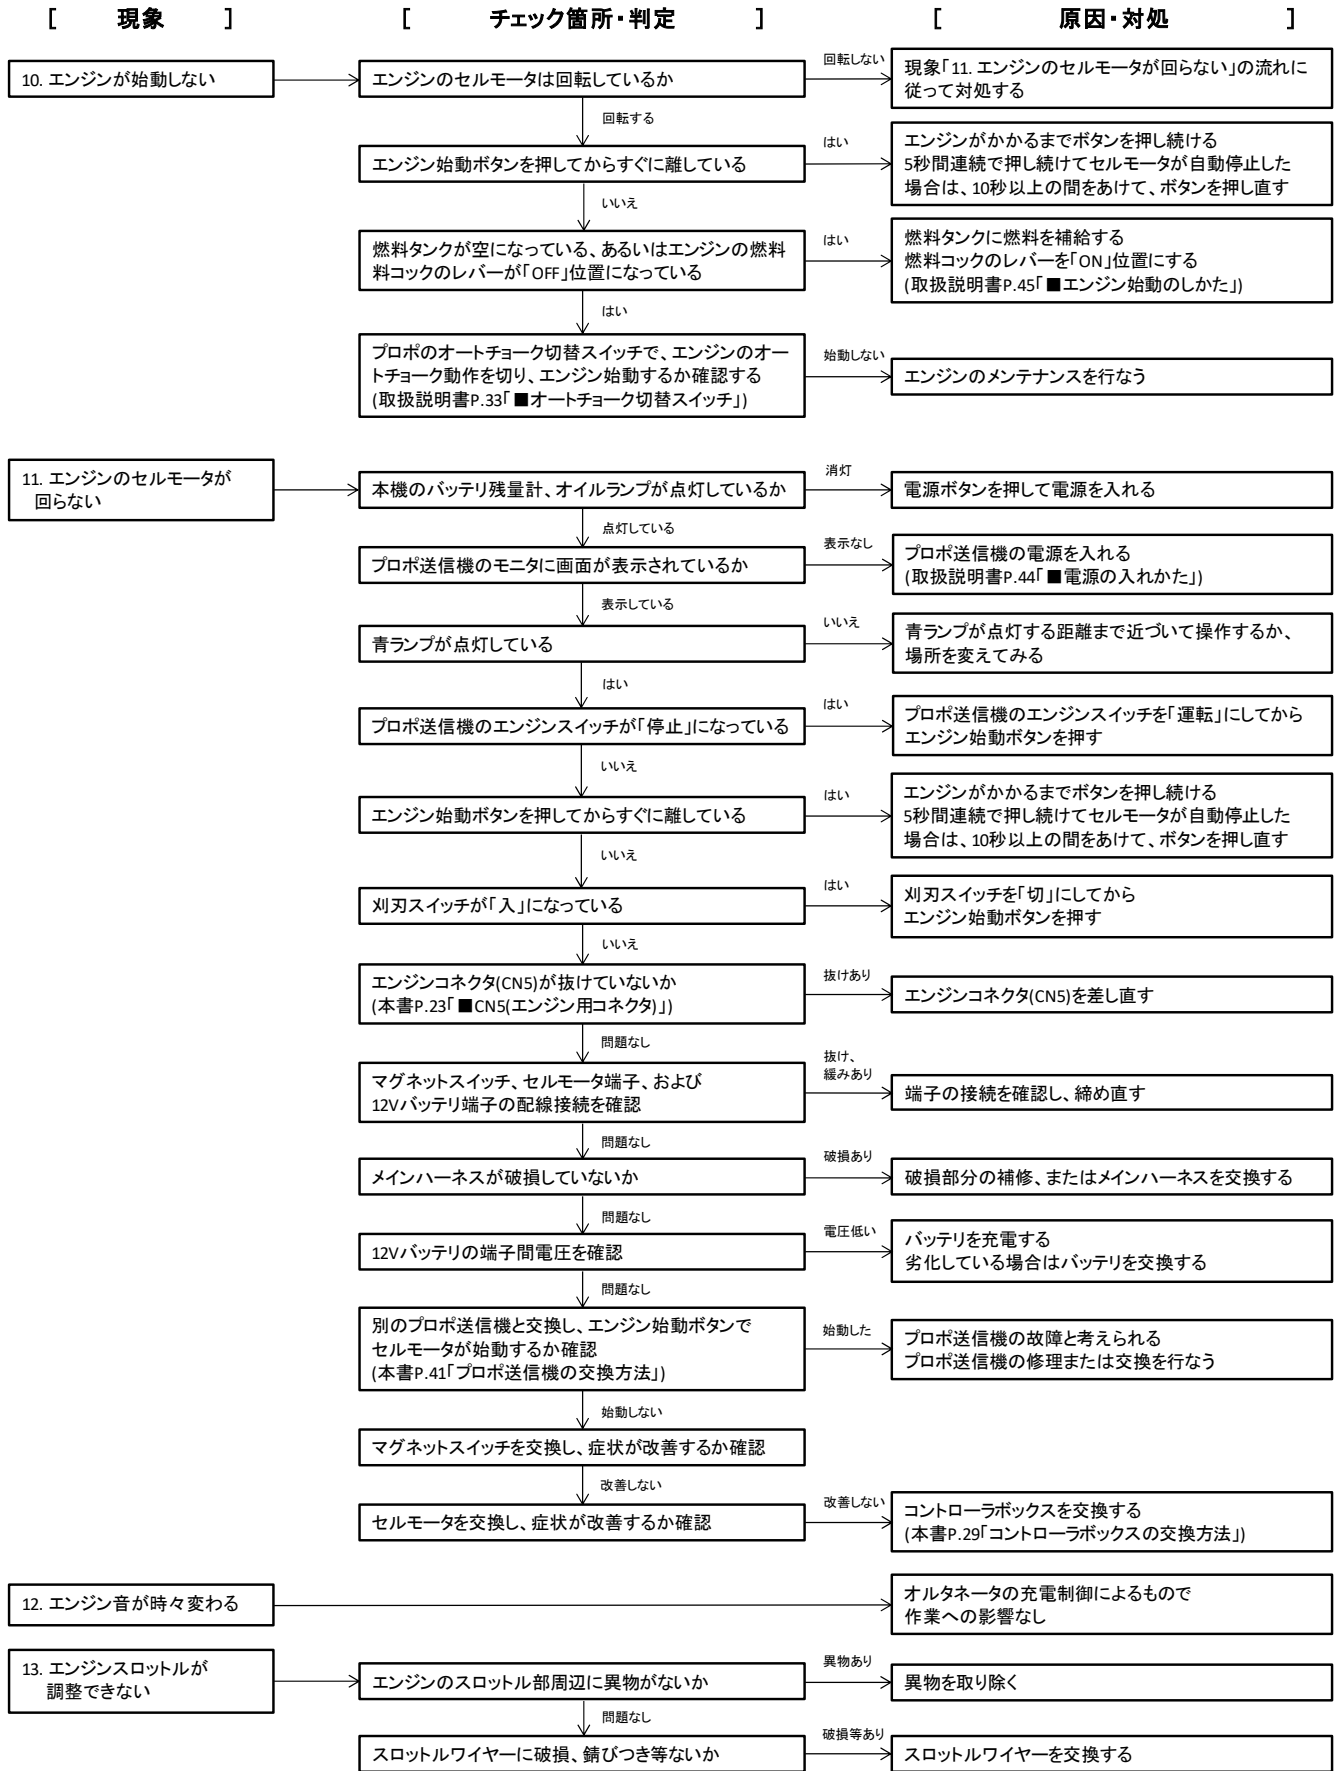 [ 現象 ]
[ チェック箇所・判定 ]
[ 原因・対処 ]
10. エンジンが始動しない
エンジンのセルモータは回転しているか
回転しない
現象「11. エンジンのセルモータが回らない」の流れに
従って対処する
回転する
エンジン始動ボタンを押してからすぐに離している
はい
エンジンがかかるまでボタンを押し続ける
5秒間連続で押し続けてセルモータが自動停止した
場合は、10秒以上の間をあけて、ボタンを押し直す
いいえ
燃料タンクが空になっている、あるいはエンジンの燃料
料コックのレバーが「OFF」位置になっている
はい
燃料タンクに燃料を補給する
燃料コックのレバーを「ON」位置にする
(取扱説明書P.45「■エンジン始動のしかた」)
はい
プロポのオートチョーク切替スイッチで、エンジンのオー
トチョーク動作を切り、エンジン始動するか確認する
(取扱説明書P.33「■オートチョーク切替スイッチ」)
始動しない
エンジンのメンテナンスを行なう
11. エンジンのセルモータが
回らない
本機のバッテリ残量計、オイルランプが点灯しているか
消灯
電源ボタンを押して電源を入れる
点灯している
プロポ送信機のモニタに画面が表示されているか
表示なし
プロポ送信機の電源を入れる
(取扱説明書P.44「■電源の入れかた」)
表示している
青ランプが点灯している
いいえ
青ランプが点灯する距離まで近づいて操作するか、
場所を変えてみる
はい
プロポ送信機のエンジンスイッチが「停止」になっている
はい
プロポ送信機のエンジンスイッチを「運転」にしてから
エンジン始動ボタンを押す
いいえ
エンジン始動ボタンを押してからすぐに離している
はい
エンジンがかかるまでボタンを押し続ける
5秒間連続で押し続けてセルモータが自動停止した
場合は、10秒以上の間をあけて、ボタンを押し直す
いいえ
刈刃スイッチが「入」になっている
はい
刈刃スイッチを「切」にしてから
エンジン始動ボタンを押す
いいえ
エンジンコネクタ(CN5)が抜けていないか
(本書P.23「■CN5(エンジン用コネクタ)」)
抜けあり
エンジンコネクタ(CN5)を差し直す
問題なし
マグネットスイッチ、セルモータ端子、および
12Vバッテリ端子の配線接続を確認
抜け、
緩みあり
端子の接続を確認し、締め直す
問題なし
メインハーネスが破損していないか
破損あり
破損部分の補修、またはメインハーネスを交換する
問題なし
12Vバッテリの端子間電圧を確認
電圧低い
バッテリを充電する
劣化している場合はバッテリを交換する
問題なし
別のプロポ送信機と交換し、エンジン始動ボタンで
セルモータが始動するか確認
(本書P.41「プロポ送信機の交換方法」)
始動した
プロポ送信機の故障と考えられる
プロポ送信機の修理または交換を行なう
始動しない
マグネットスイッチを交換し、症状が改善するか確認
改善しない
セルモータを交換し、症状が改善するか確認
改善しない
コントローラボックスを交換する
(本書P.29「コントローラボックスの交換方法」)
12. エンジン音が時々変わる
オルタネータの充電制御によるもので
作業への影響なし
13. エンジンスロットルが
調整できない
エンジンのスロットル部周辺に異物がないか
異物あり
異物を取り除く
問題なし
スロットルワイヤーに破損、錆びつき等ないか
破損等あり
スロットルワイヤーを交換する